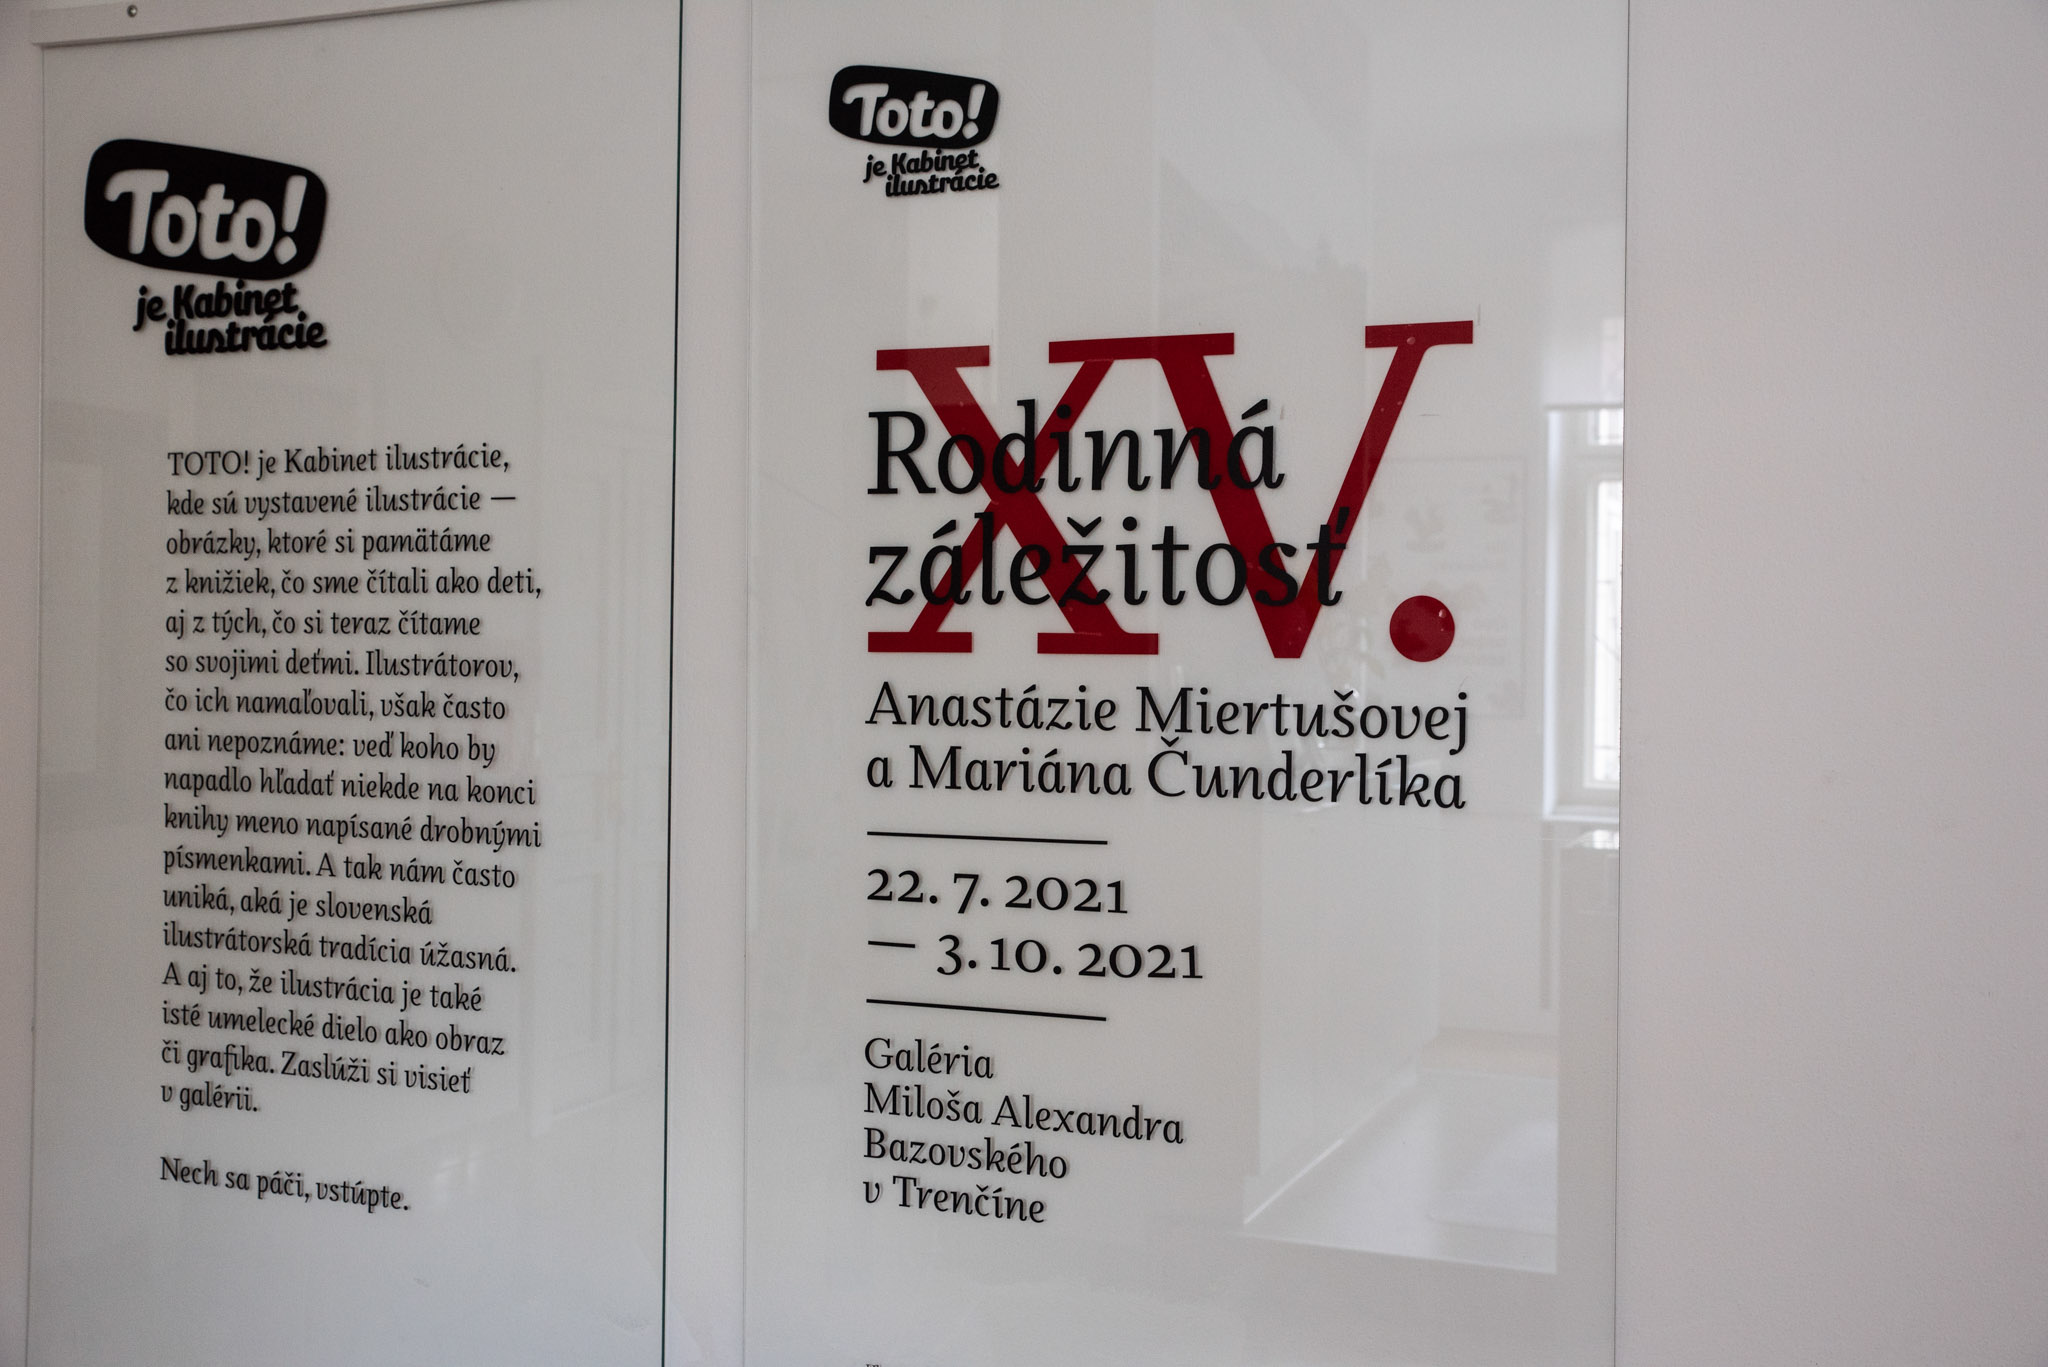 Toto!
je Kabinet
ilustrácie
TOTO! je Kabinet ilustrácie,
kde sú vystavené ilustrácie —
obrázky, ktoré si pamätáme
z knižiek, čo sme čítali ako deti,
aj z tých, čo si teraz čítame
so svojimi deťmi. Ilustrátorov,
čo ich namaľovali, však často
ani nepoznáme: veď koho by
napadlo hľadať niekde na konci
knihy meno napísané drobnými
písmenkami. A tak nám často
uniká, aká je slovenská
ilustrátorská tradícia úžasná.
A aj to, že ilustrácia je také
isté umelecké dielo ako obraz
či grafika. Zaslúži si visieť
v galérii.
Nech sa páči, vstúpte.
Toto!
je Kabinet
ilustrácie
XV.
Rodinná
záležitosť
Anastázie Miertušovej
a Mariána Čunderlíka
22. 7. 2021
— 3. 10. 2021
Galéria
Miloša Alexandra
Bazovského
v Trenčíne